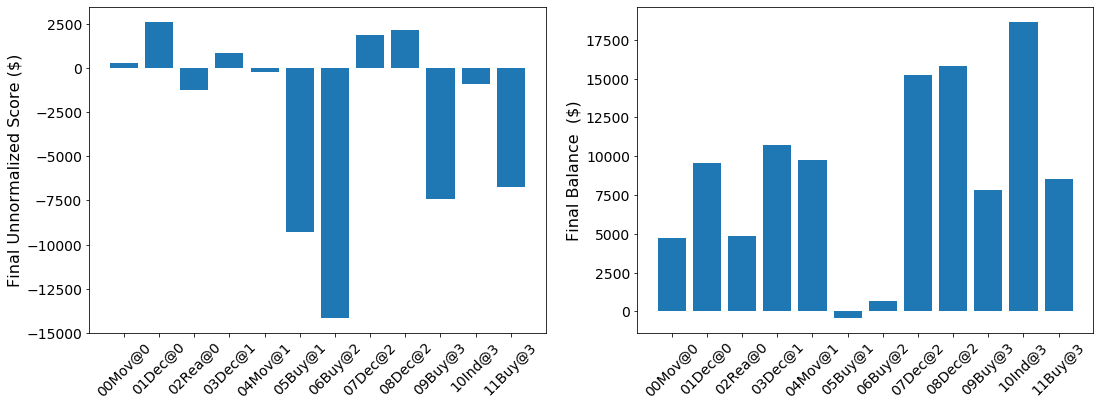 Final Unnormalized Score ($)
2500
0
−2500
−5000
−7500
−10000
−12500
−15000
00Mov@0
01Dec@0
02Rea@0
03Dec@1
04Mov@1
05Buy@1
06Buy@2
07Dec@2
08Dec@2
09Buy@3
10Ind@3
11Buy@3
Final Balance ($)
17500
15000
12500
10000
7500
5000
2500
0
00Mov@0
01Dec@0
02Rea@0
03Dec@1
04Mov@1
05Buy@1
06Buy@2
07Dec@2
08Dec@2
09Buy@3
10Ind@3
11Buy@3